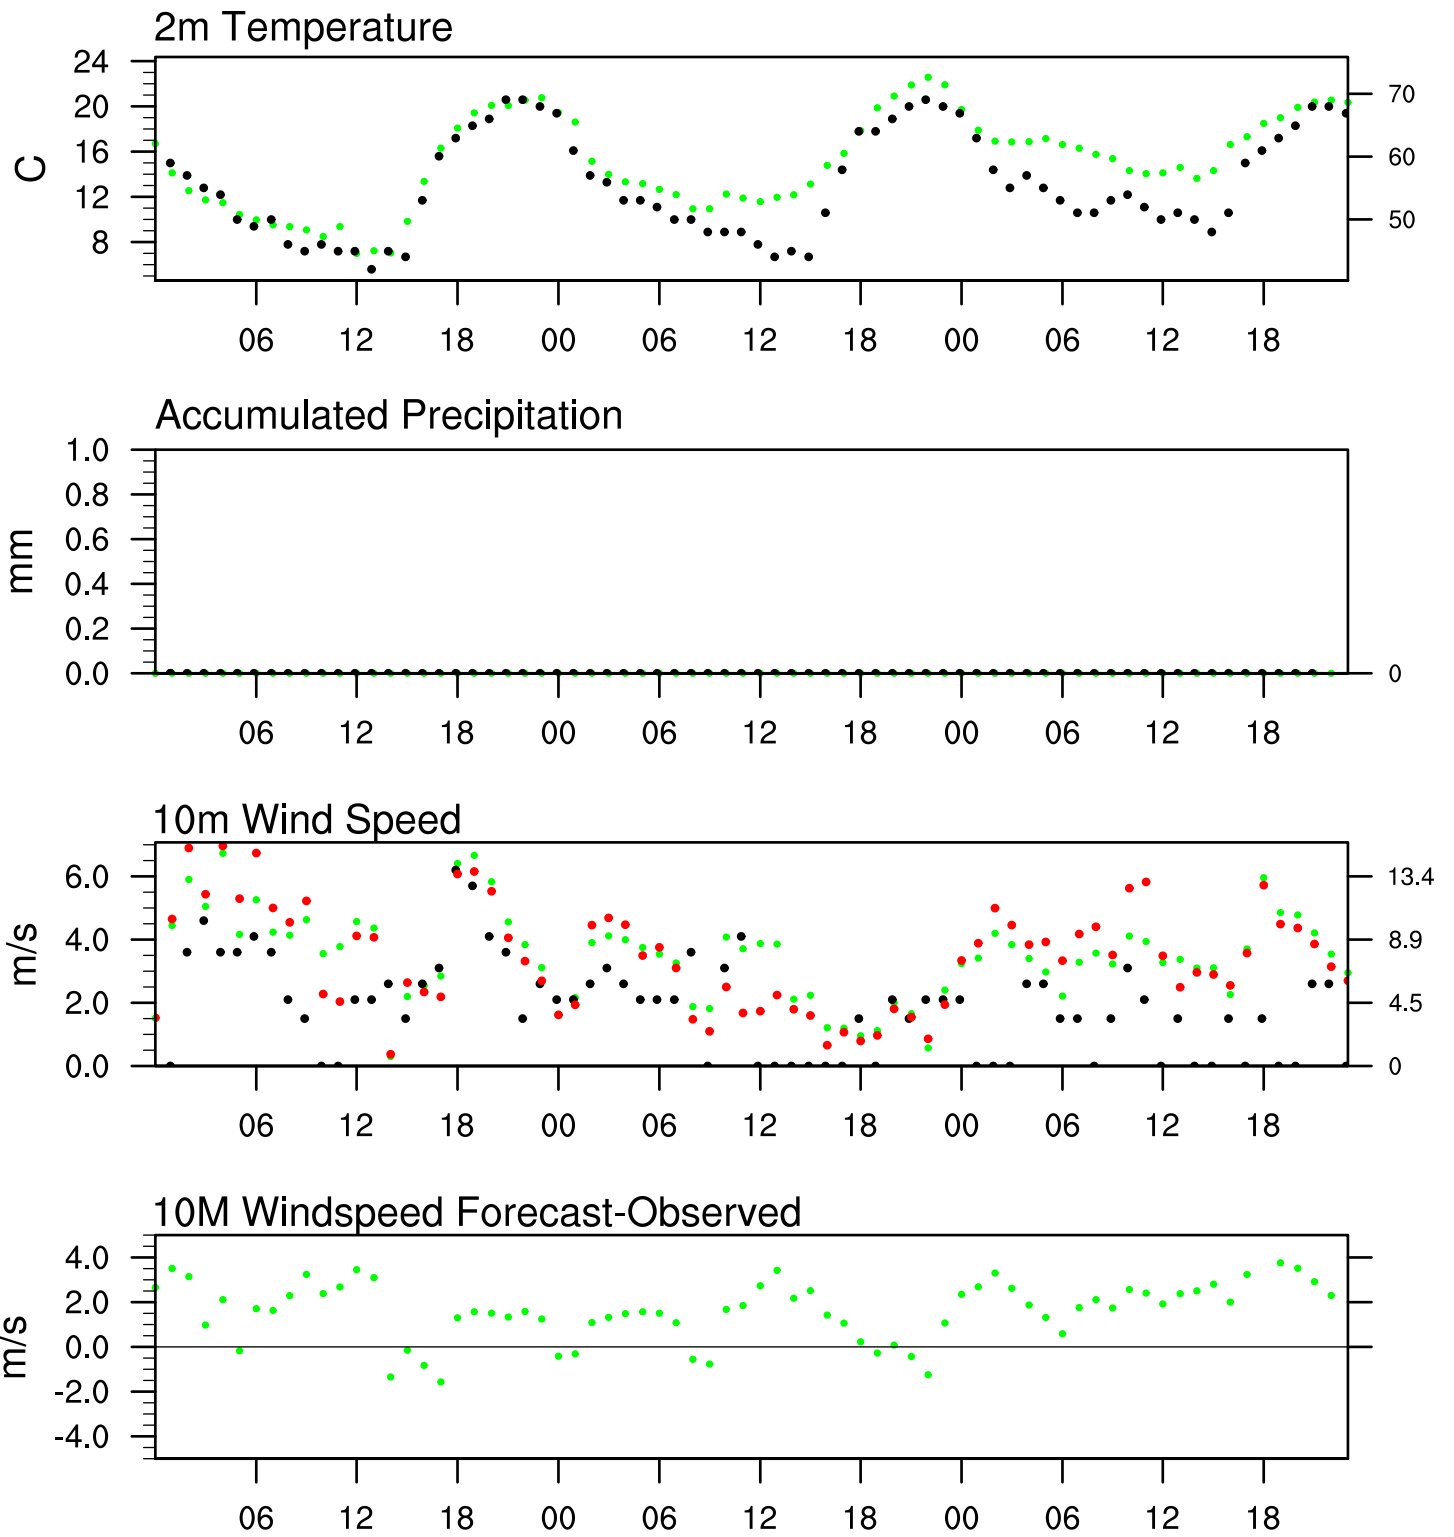 2m Temperature
24
20
16
12
8
C
70
60
50
06 12 18 00 06 12 18 00 06 12 18
Accumulated Precipitation
1.0
0.8
0.6
0.4
0.2
0.0
mm
0
06 12 18 00 06 12 18 00 06 12 18
10m Wind Speed
6.0
4.0
2.0
0.0
m/s
13.4
8.9
4.5
0
06 12 18 00 06 12 18 00 06 12 18
10M Windspeed Forecast-Observed
4.0
2.0
0.0
-2.0
-4.0
m/s
06 12 18 00 06 12 18 00 06 12 18